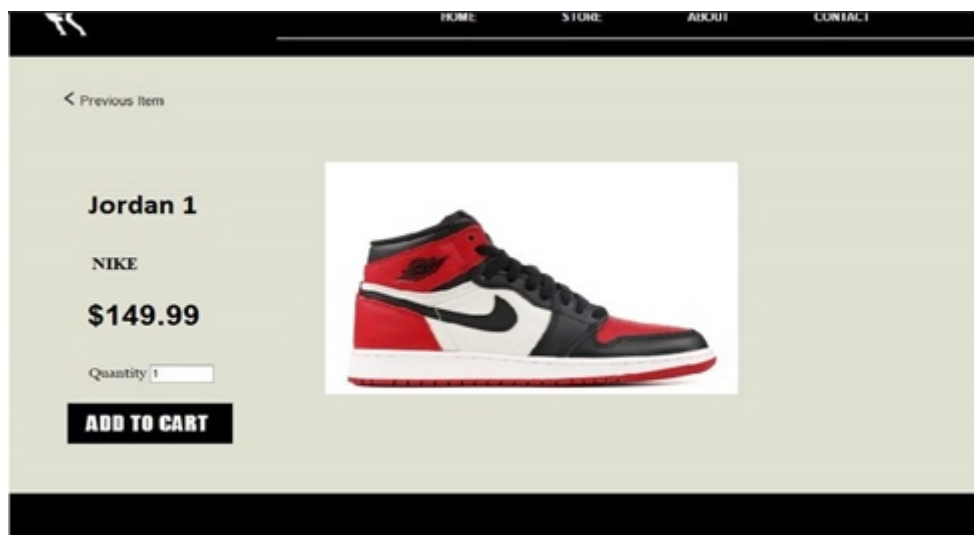 HOME STORE ABOUT CONTACT
< Previous Item
Jordan 1
NIKE
$149.99
Quantity 1
ADD TO CART